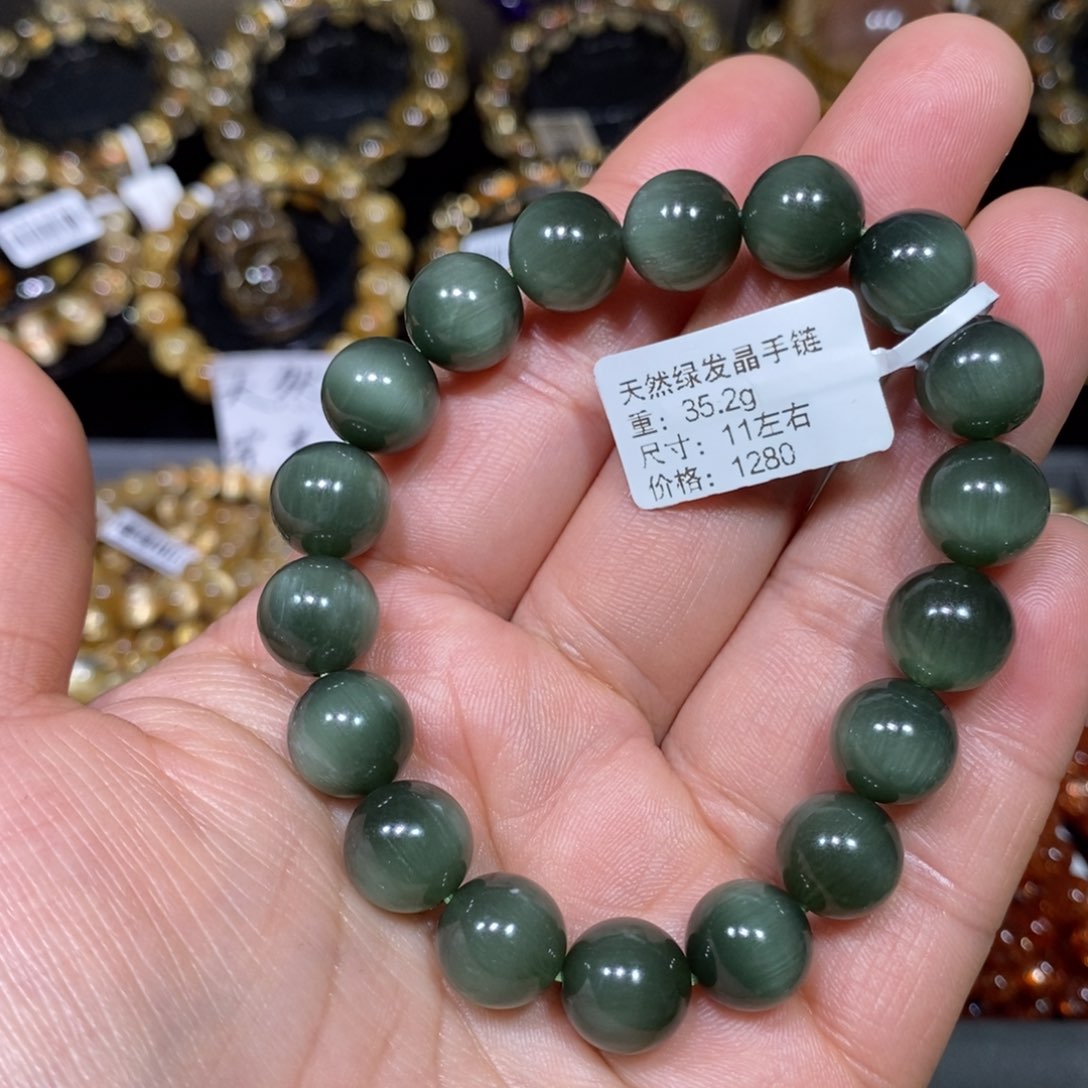 天然绿发晶手链
重：35.2g
尺寸：11左右
价格：1280